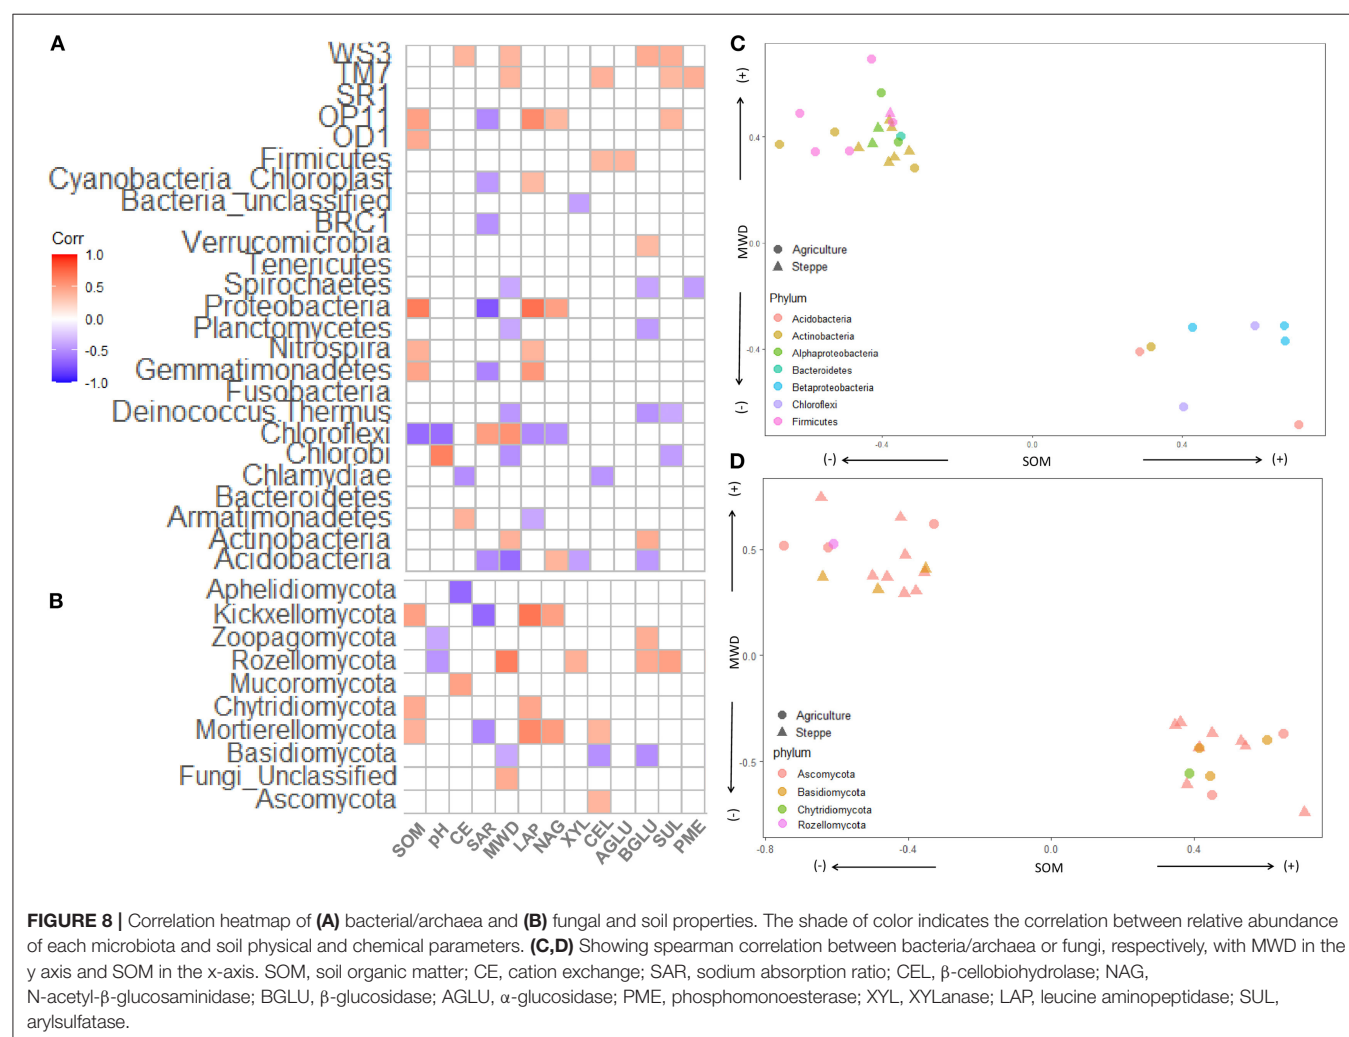 A
WS3
TM7
SR1
OP11
OD1
Firmicutes
Cyanobacteria_Chloroplast
Bacteria_unclassified
BRC1
Verrucomicrobia
Tenericutes
Spirochaetes
Proteobacteria
Planctomycetes
Nitrospira
Gemmatimonadetes
Fusobacteria
Deinococcus.Thermus
Chloroflexi
Chlorobi
Chlamydiae
Bacteroidetes
Armatimonadetes
Actinobacteria
Acidobacteria
Corr
1.0
0.5
0.0
-0.5
-1.0
B
Aphelidiomycota
Kickxellomycota
Zoopagomycota
Rozellomycota
Mucoromycota
Chytridiomycota
Mortierellomycota
Basidiomycota
Fungi_Unclassified
Ascomycota
SOM pH CE SAR MWD LAP NAG XYL CEL AGLU BGLU SUL PME
C
(+)
MWD
(-)
0.4
0.0
-0.4
Agriculture
Steppe
Phylum
Acidobacteria
Actinobacteria
Alphaproteobacteria
Bacteroidetes
Betaproteobacteria
Chloroflexi
Firmicutes
-0.4 0.0 0.4
(-) SOM (+)
D
(+)
MWD
(-)
0.5
0.0
-0.5
Agriculture
Steppe
phylum
Ascomycota
Basidiomycota
Chytridiomycota
Rozellomycota
-0.8 -0.4 0.0 0.4
(-) SOM (+)
FIGURE 8 | Correlation heatmap of (A) bacterial/archaea and (B) fungal and soil properties. The shade of color indicates the correlation between relative abundance
of each microbiota and soil physical and chemical parameters. (C,D) Showing spearman correlation between bacteria/archaea or fungi, respectively, with MWD in the
y axis and SOM in the x-axis. SOM, soil organic matter; CE, cation exchange; SAR, sodium absorption ratio; CEL, β-cellobiohydrolase; NAG,
N-acetyl-β-glucosaminidase; BGLU, β-glucosidase; AGLU, α-glucosidase; PME, phosphomonoesterase; XYL, XYLanase; LAP, leucine aminopeptidase; SUL,
arylsulfatase.